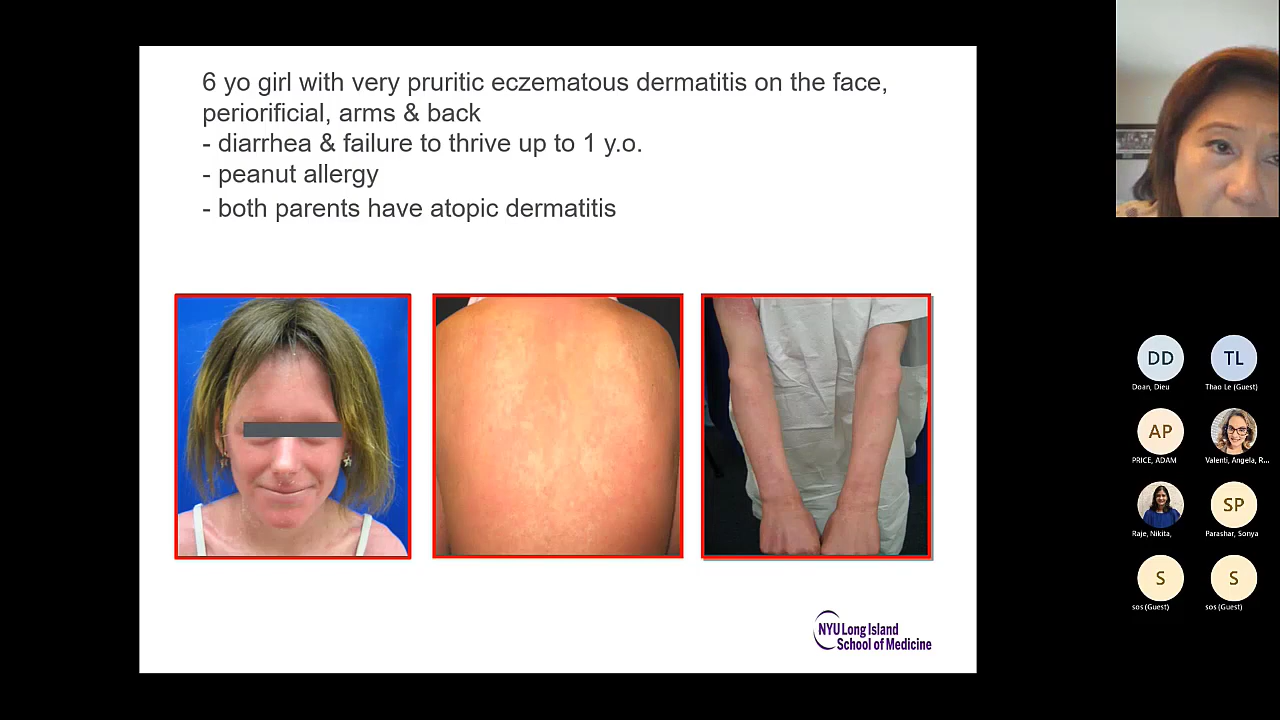 6 yo girl with very pruritic eczematous dermatitis on the face,
periorificial, arms & back
- diarrhea & failure to thrive up to 1 y.o.
- peanut allergy
- both parents have atopic dermatitis
NYU Long Island
School of Medicine
DD
TL
Doan, Dieu
Thao Le (Guest)
AP
PRICE, ADAM
Valenti, Angela, R...
SP
Raje, Nikita,
Parashar, Sonya
S
S
sos (Guest)
sos (Guest)